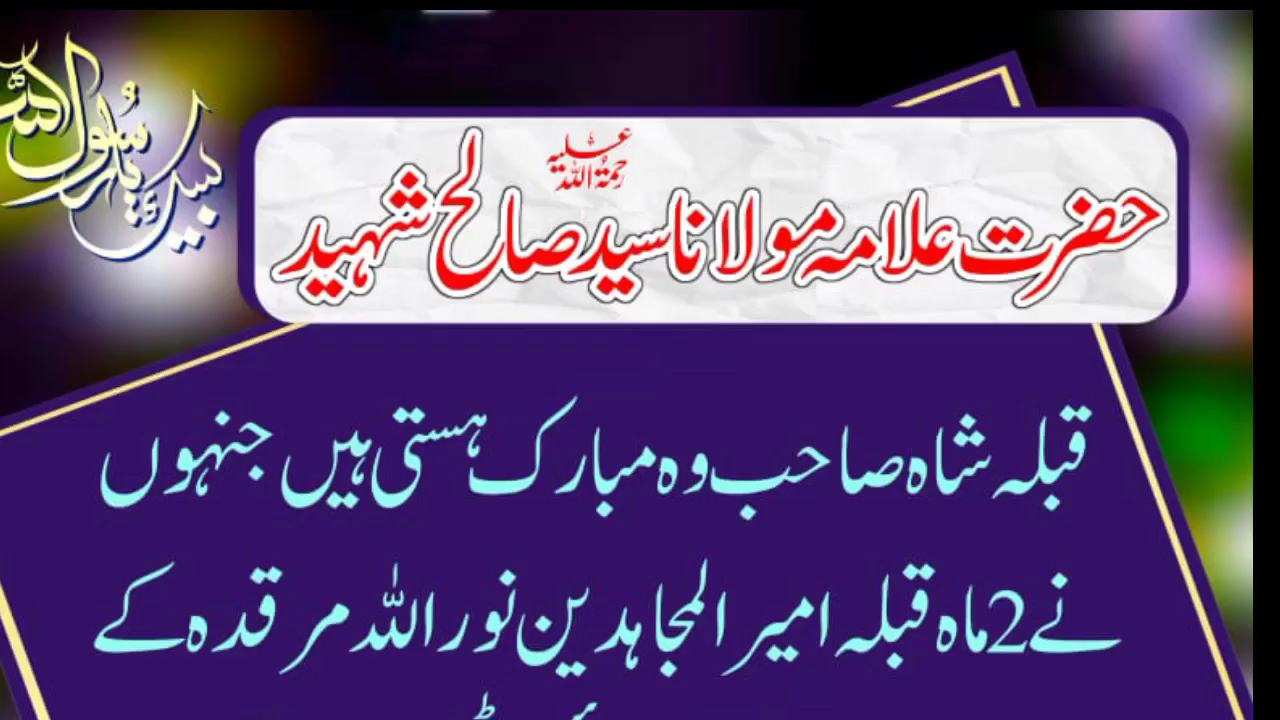 لبیک یارسول اللہ
حضرت علامہ مولانا سید صالح شہید
رحمۃ اللہ علیہ
قبلہ شاہ صاحب وہ مبارک ہستی ہیں جنہوں
نے 2 ماہ قبلہ امیر المجاہدین نور اللہ مرقدہ کے